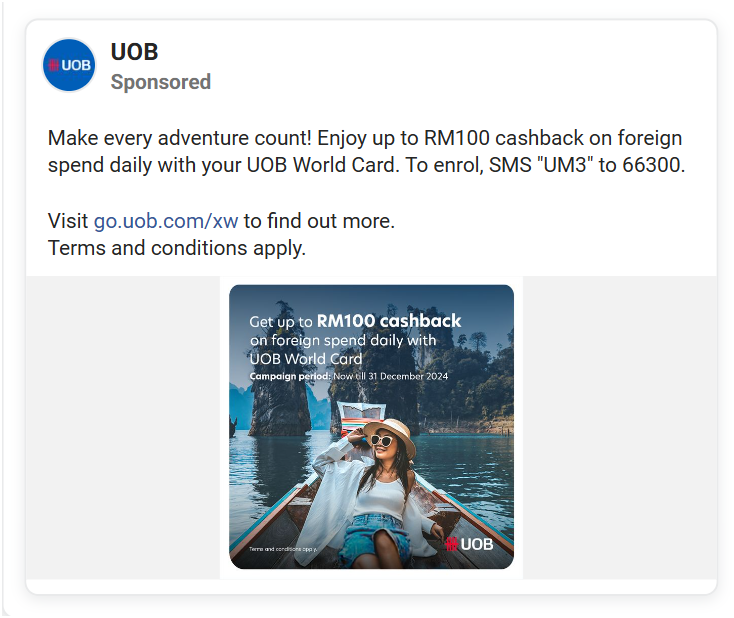 UOB
UOB
Sponsored
Make every adventure count! Enjoy up to RM100 cashback on foreign
spend daily with your UOB World Card. To enrol, SMS "UM3" to 66300.
Visit go.uob.com/xw to find out more.
Terms and conditions apply.
Get up to RM100 cashback
on foreign spend daily with
UOB World Card
Campaign period: Now till 31 December 2024
Terms and conditions apply.
UOB